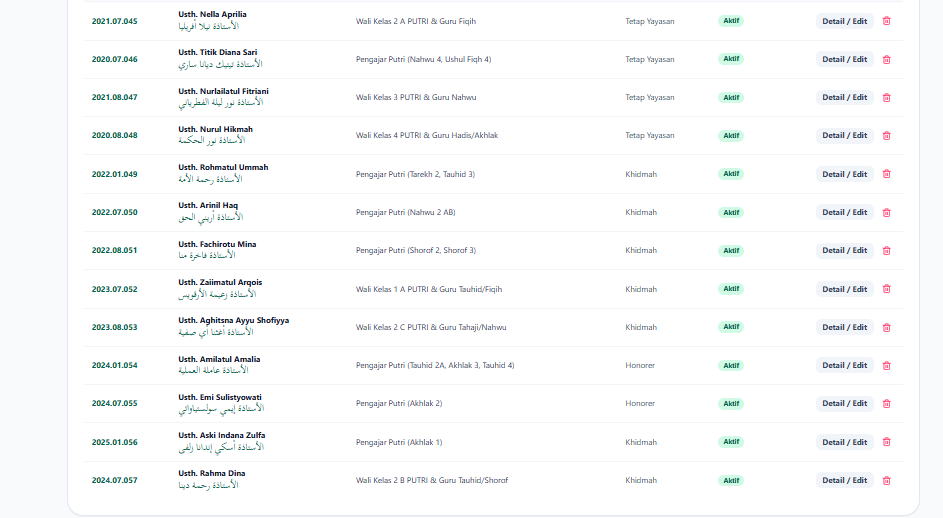 2021.07.045
Usth. Nella Aprilia
الأستاذة نيلا أفريليا
Wali Kelas 2 A PUTRI & Guru Fiqih
Tetap Yayasan
Aktif
Detail / Edit
2020.07.046
Usth. Titik Diana Sari
الأستاذة تيتيك ديانا ساري
Pengajar Putri (Nahwu 4, Ushul Fiqh 4)
Tetap Yayasan
Aktif
Detail / Edit
2021.08.047
Usth. Nurlailatul Fitriani
الأستاذة نور ليلة الفطرياني
Wali Kelas 3 PUTRI & Guru Nahwu
Tetap Yayasan
Aktif
Detail / Edit
2020.08.048
Usth. Nurul Hikmah
الأستاذة نور الحكمة
Wali Kelas 4 PUTRI & Guru Hadis/Akhlak
Tetap Yayasan
Aktif
Detail / Edit
2022.01.049
Usth. Rohmatul Ummah
الأستاذة رحمة الأمة
Pengajar Putri (Tarekh 2, Tauhid 3)
Khidmah
Aktif
Detail / Edit
2022.07.050
Usth. Arinil Haq
الأستاذة أريني الحق
Pengajar Putri (Nahwu 2 AB)
Khidmah
Aktif
Detail / Edit
2022.08.051
Usth. Fachirotu Mina
الأستاذة فاخرة منا
Pengajar Putri (Shorof 2, Shorof 3)
Khidmah
Aktif
Detail / Edit
2023.07.052
Usth. Zaiimatul Arqois
الأستاذة زعيمة الأرقويس
Wali Kelas 1 A PUTRI & Guru Tauhid/Fiqih
Khidmah
Aktif
Detail / Edit
2023.08.053
Usth. Aghitsna Ayyu Shofiyya
الأستاذة أغثنا أي صفية
Wali Kelas 2 C PUTRI & Guru Tahaji/Nahwu
Khidmah
Aktif
Detail / Edit
2024.01.054
Usth. Amilatul Amalia
الأستاذة عاملة العملية
Pengajar Putri (Tauhid 2A, Akhlak 3, Tauhid 4)
Honorer
Aktif
Detail / Edit
2024.07.055
Usth. Emi Sulistyowati
الأستاذة إيمي سولستياواتي
Pengajar Putri (Akhlak 2)
Honorer
Aktif
Detail / Edit
2025.01.056
Usth. Aski Indana Zulfa
الأستاذة أسكي إندانا زلفى
Pengajar Putri (Akhlak 1)
Khidmah
Aktif
Detail / Edit
2024.07.057
Usth. Rahma Dina
الأستاذة رحمة دينا
Wali Kelas 2 B PUTRI & Guru Tauhid/Shorof
Khidmah
Aktif
Detail / Edit